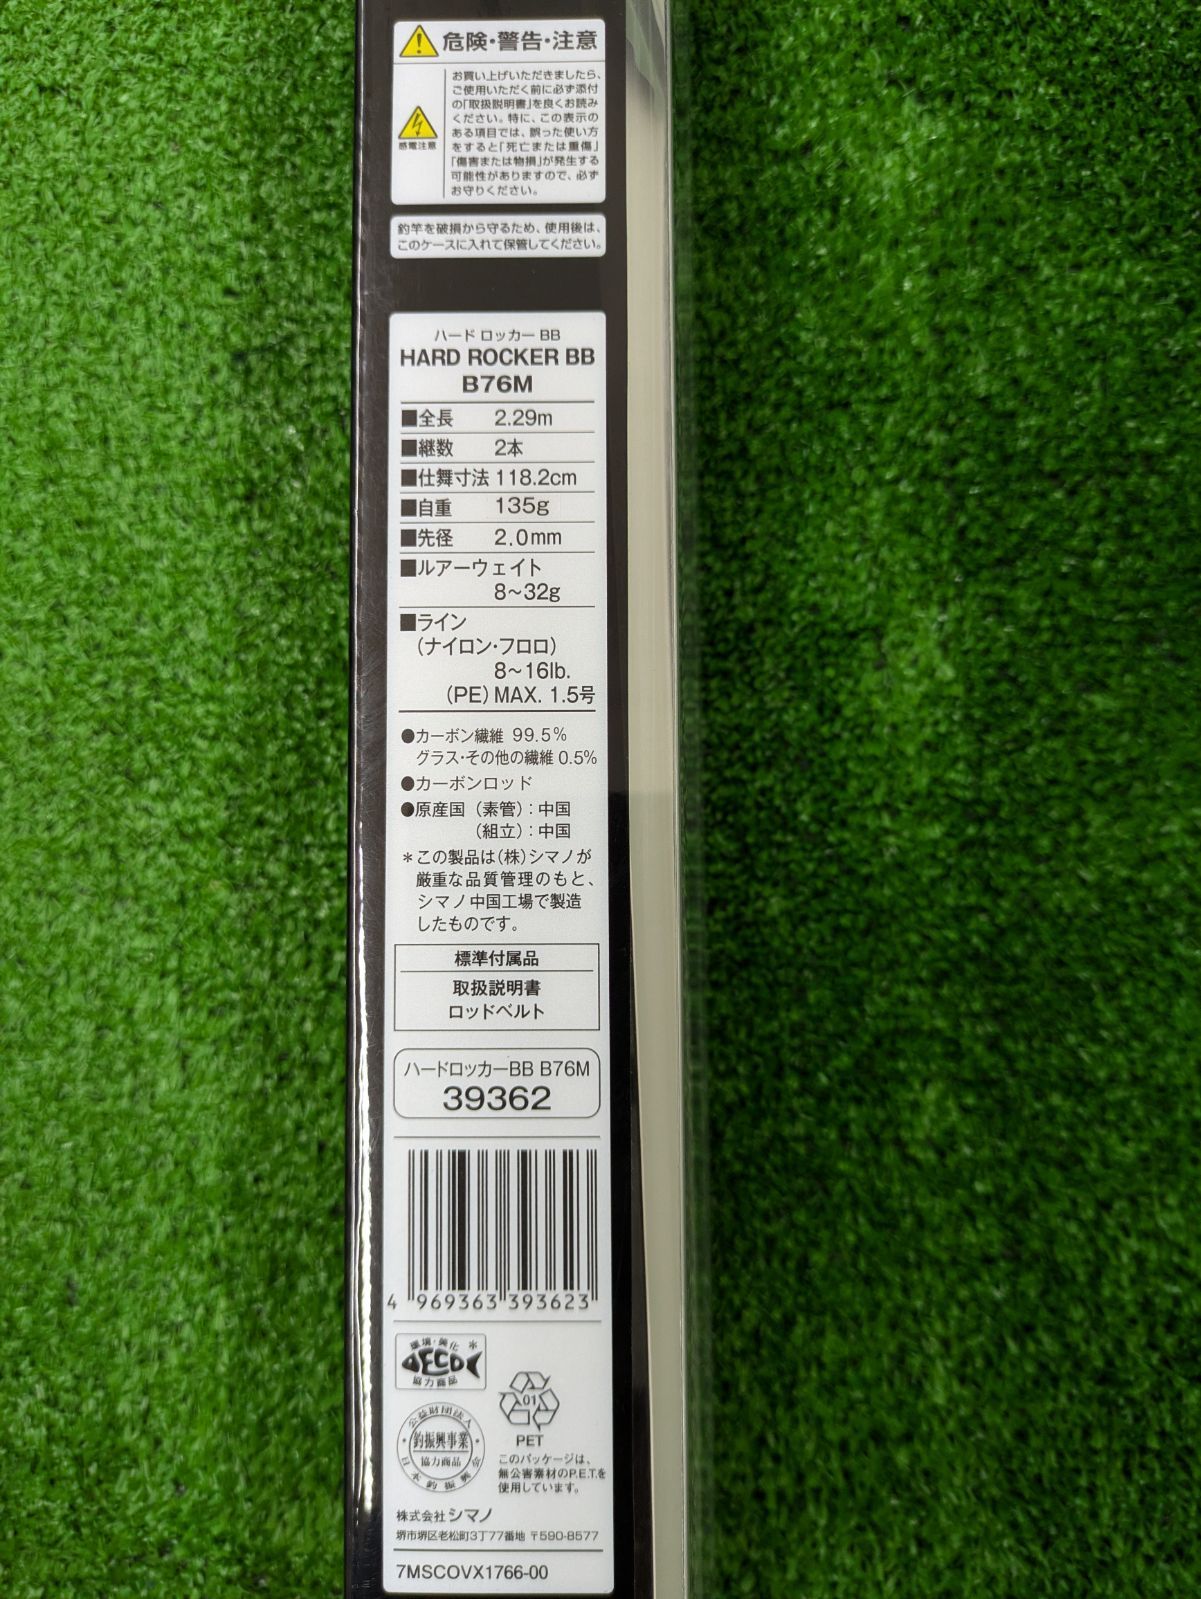 危険・警告・注意
感電注意
お買い上げいただきましたら、
ご使用いただく前に必ず添付
の「取扱説明書」を良くお読み
ください。特に、この表示の
ある項目では、誤った使い方
をすると「死亡または重傷」
「傷害または物損」が発生する
可能性がありますので、必ず
お守りください。
釣竿を破損から守るため、使用後は、
このケースに入れて保管してください。
ハード ロッカー BB
HARD ROCKER BB
B76M
■全長 2.29m
■継数 2本
■仕舞寸法 118.2cm
■自重 135g
■先径 2.0mm
■ルアーウェイト
8~32g
■ライン
(ナイロン・フロロ)
8~16lb.
(PE) MAX. 1.5号
●カーボン繊維 99.5%
グラス・その他の繊維 0.5%
●カーボンロッド
●原産国(素管):中国
(組立):中国
*この製品は(株)シマノが
厳重な品質管理のもと、
シマノ中国工場で製造
したものです。
標準付属品
取扱説明書
ロッドベルト
ハードロッカーBB B76M
39362
4 969363 393623
環境・美化
ECO
協力商品
公益財団法人
釣振興事業
協力商品
日本釣振興会
01
PET
このパッケージは、
無公害素材のP.E.T.を
使用しています。
株式会社 シマノ
堺市堺区老松町3丁77番地 〒590-8577
7MSCOVX1766-00